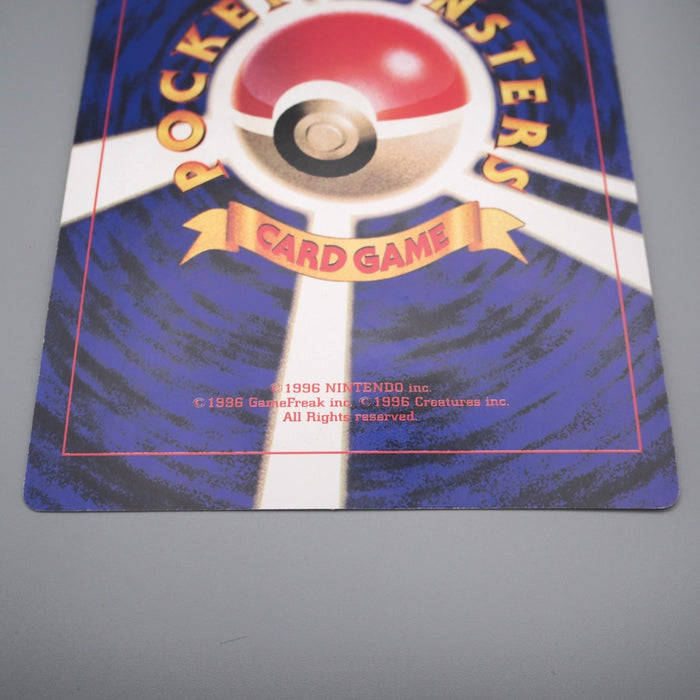 POCKET MONSTERS
CARD GAME
© 1996 NINTENDO inc.
© 1996 GameFreak inc. © 1996 Creatures inc.
All Rights reserved.